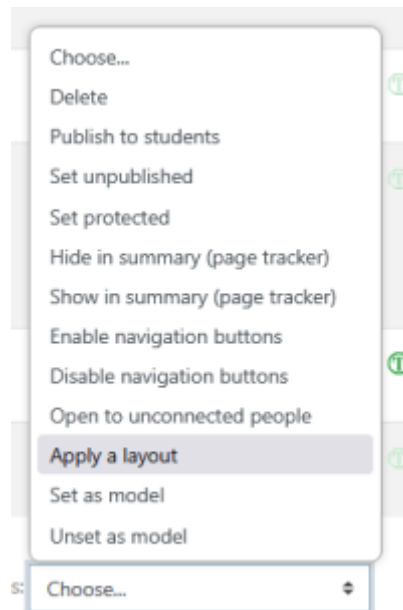 Choose...
Delete
Publish to students
Set unpublished
Set protected
Hide in summary (page tracker)
Show in summary (page tracker)
Enable navigation buttons
Disable navigation buttons
Open to unconnected people
Apply a layout
Set as model
Unset as model
s: Choose...